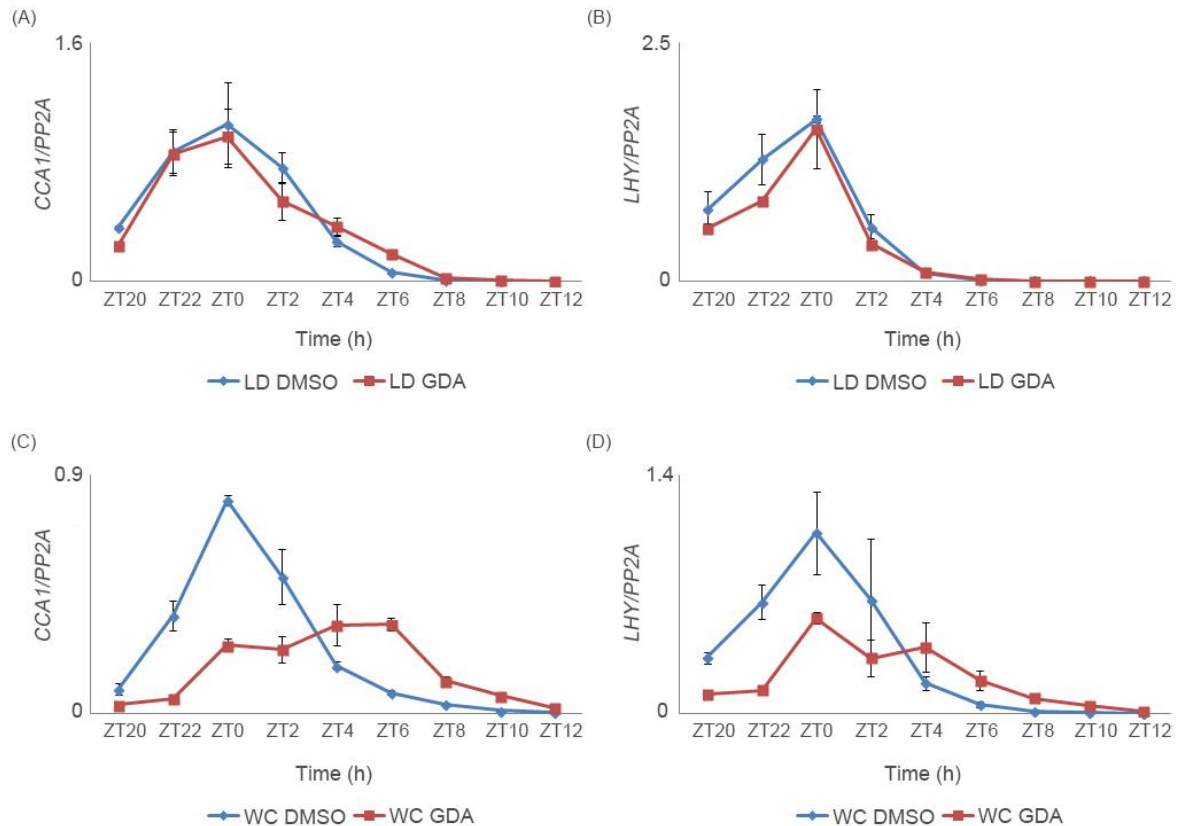 (A)
1.6
CCA1/PP2A
0
ZT20 ZT22 ZT0 ZT2 ZT4 ZT6 ZT8 ZT10 ZT12
Time (h)
LD DMSO LD GDA
(B)
2.5
LHY/PP2A
0
ZT20 ZT22 ZT0 ZT2 ZT4 ZT6 ZT8 ZT10 ZT12
Time (h)
LD DMSO LD GDA
(C)
0.9
CCA1/PP2A
0
ZT20 ZT22 ZT0 ZT2 ZT4 ZT6 ZT8 ZT10 ZT12
Time (h)
WC DMSO WC GDA
(D)
1.4
LHY/PP2A
0
ZT20 ZT22 ZT0 ZT2 ZT4 ZT6 ZT8 ZT10 ZT12
Time (h)
WC DMSO WC GDA